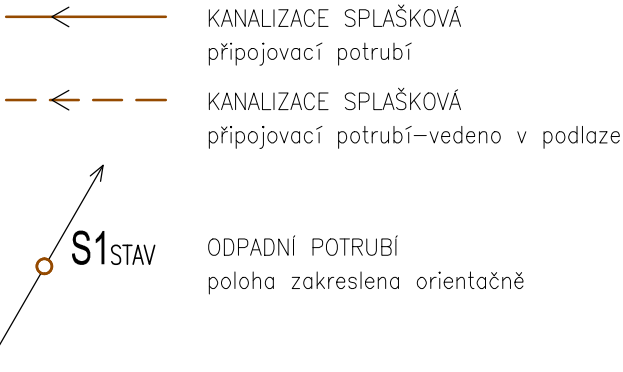 KANALIZACE SPLAŠKOVÁ
připojovací potrubí
KANALIZACE SPLAŠKOVÁ
připojovací potrubí-vedeno v podlaze
S1STAV
ODPADNÍ POTRUBÍ
poloha zakreslena orientačně